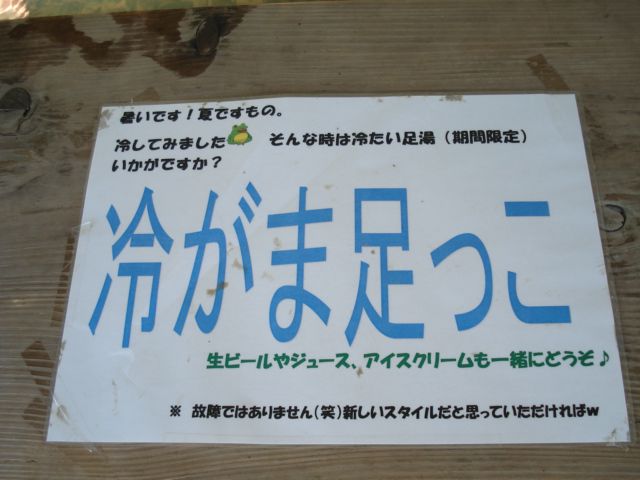 暑いです！夏ですもの。
冷してみました　そんな時は冷たい足湯（期間限定）
いかがですか？
冷がま足っこ
生ビールやジュース、アイスクリームも一緒にどうぞ♪
※ 故障ではありません（笑）新しいスタイルだと思っていただければw